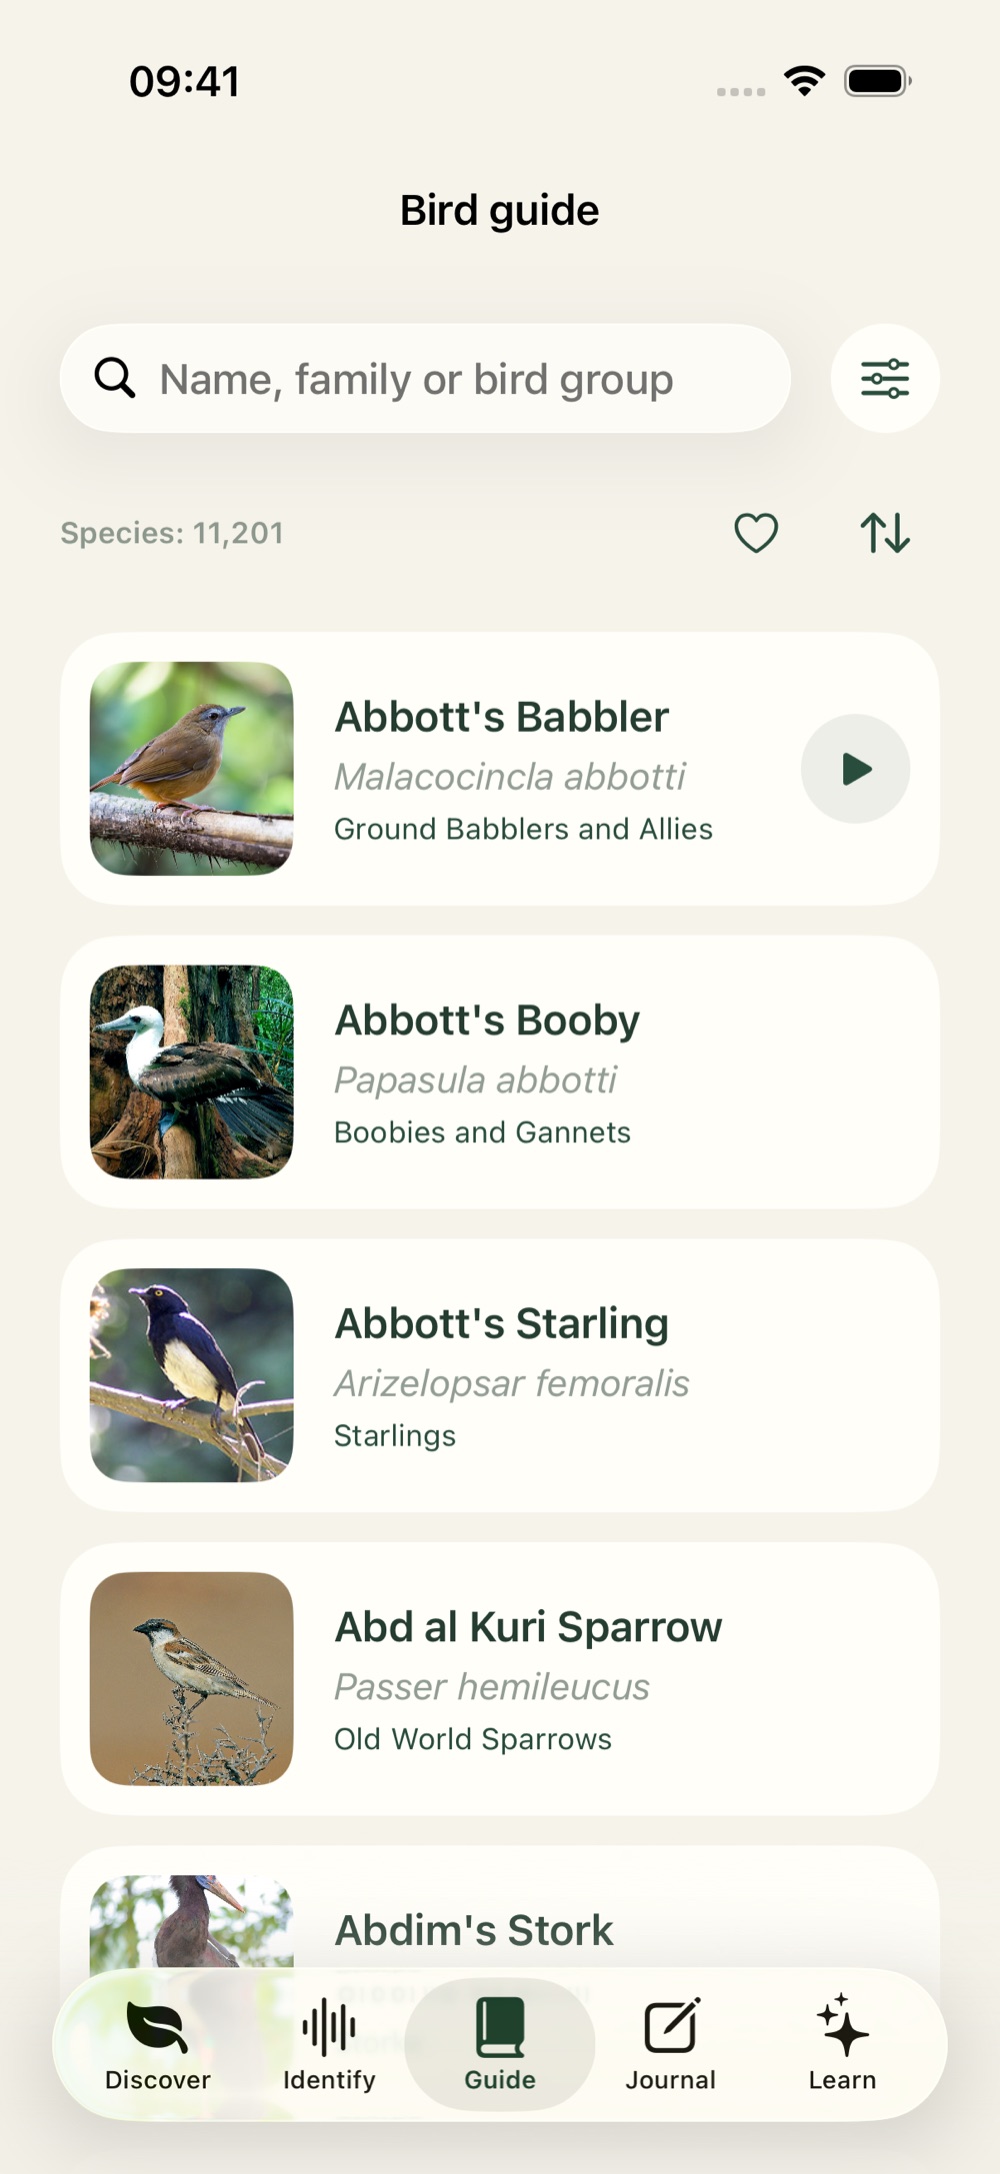 09:41
Bird guide
Name, family or bird group
Species: 11,201
Abbott's Babbler
Malacocincla abbotti
Ground Babblers and Allies
Abbott's Booby
Papasula abbotti
Boobies and Gannets
Abbott's Starling
Arizelopsar femoralis
Starlings
Abd al Kuri Sparrow
Passer hemileucus
Old World Sparrows
Abdim's Stork
Discover
Identify
Guide
Journal
Learn